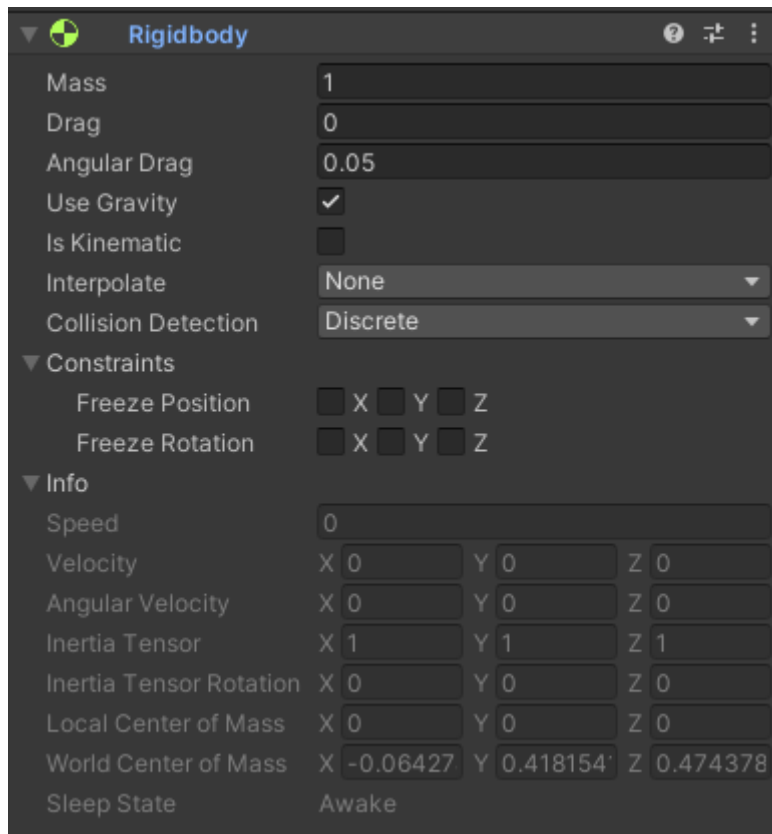 Rigidbody
Mass 1
Drag 0
Angular Drag 0.05
Use Gravity
Is Kinematic
Interpolate None
Collision Detection Discrete
Constraints
Freeze Position X Y Z
Freeze Rotation X Y Z
Info
Speed 0
Velocity X 0 Y 0 Z 0
Angular Velocity X 0 Y 0 Z 0
Inertia Tensor X 1 Y 1 Z 1
Inertia Tensor Rotation X 0 Y 0 Z 0
Local Center of Mass X 0 Y 0 Z 0
World Center of Mass X -0.06427 Y 0.418154 Z 0.474378
Sleep State Awake